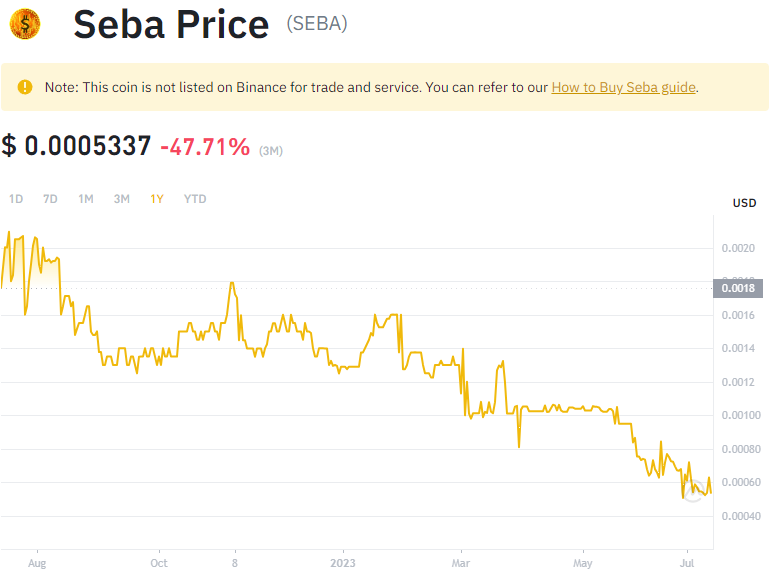 Seba Price (SEBA)
Note: This coin is not listed on Binance for trade and service. You can refer to our How to Buy Seba guide.
$ 0.0005337 -47.71% (3M)
1D 7D 1M 3M 1Y YTD
USD
0.0020
0.0018
0.0016
0.0014
0.0012
0.00100
0.00080
0.00060
0.00040
Aug Oct 8 2023 Mar May Jul